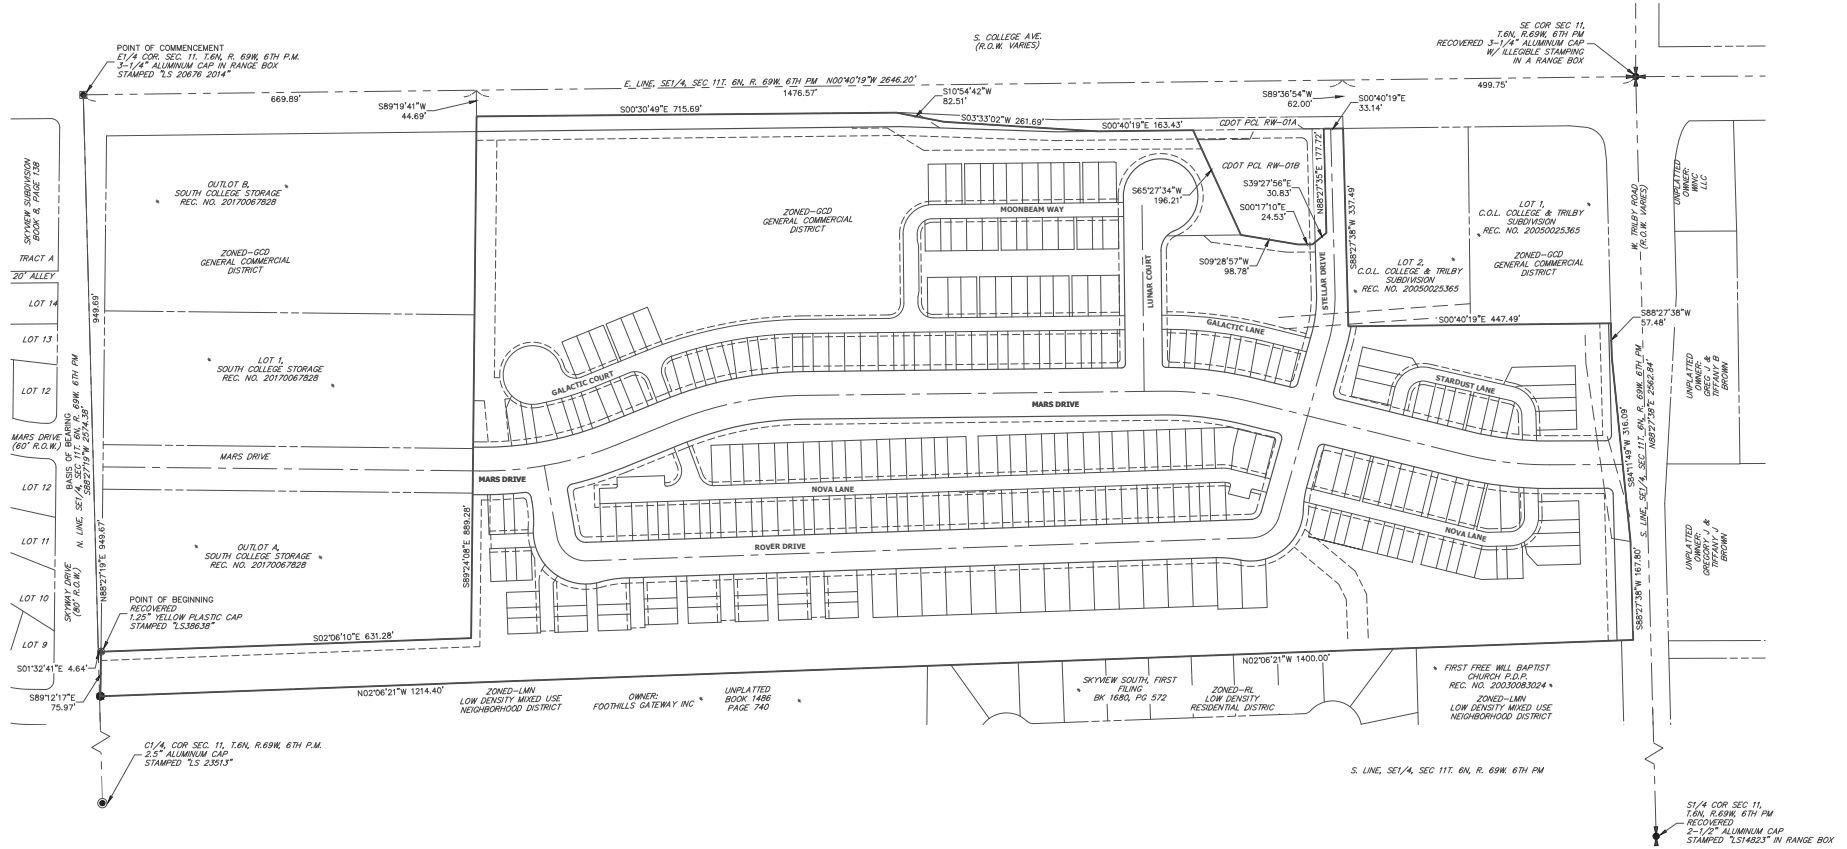 POINT OF COMMENCEMENT
E1/4 COR. SEC. 11. T.6N, R. 69W, 6TH P.M.
3-1/4" ALUMINUM CAP IN RANGE BOX
STAMPED "LS 20676 2014"
S. COLLEGE AVE.
(R.O.W. VARIES)
SE COR SEC 11,
T.6N, R.69W, 6TH PM
RECOVERED 3-1/4" ALUMINUM CAP
W/ ILLEGIBLE STAMPING
IN A RANGE BOX
E. LINE, SE1/4, SEC 11T. 6N, R. 69W. 6TH PM N00°40'19"W 2646.20'
669.89'
1476.57'
499.75'
S89°19'41"W
44.69'
S00°30'49"E 715.69'
S10°54'42"W
82.51'
S03°33'02"W 261.69'
S00°40'19"E 163.43'
S89°36'54"W
62.00'
S00°40'19"E
33.14'
CDOT PCL RW-01A
CDOT PCL RW-01B
N88°27'35"E 177.72'
S88°27'38"W 337.49'
S65°27'34"W
196.21'
S39°27'56"E
30.83'
S00°17'10"E
24.53'
S09°28'57"W
98.78'
SKYVIEW SUBDIVISION
BOOK 8, PAGE 138
TRACT A
20' ALLEY
LOT 14
LOT 13
LOT 12
MARS DRIVE
(60' R.O.W.)
LOT 12
LOT 11
LOT 10
LOT 9
SKYWAY DRIVE
(80' R.O.W.)
949.69'
BASIS OF BEARING
N. LINE, SE1/4, SEC 11T. 6N, R. 69W. 6TH PM
S88°27'19"W 2574.38'
N88°27'19"E 949.67'
OUTLOT B,
SOUTH COLLEGE STORAGE
REC. NO. 20170067828
ZONED-GCD
GENERAL COMMERCIAL
DISTRICT
LOT 1,
SOUTH COLLEGE STORAGE
REC. NO. 20170067828
MARS DRIVE
OUTLOT A,
SOUTH COLLEGE STORAGE
REC. NO. 20170067828
ZONED-GCD
GENERAL COMMERCIAL
DISTRICT
MOONBEAM WAY
LUNAR COURT
STELLAR DRIVE
GALACTIC LANE
GALACTIC COURT
MARS DRIVE
MARS DRIVE
NOVA LANE
ROVER DRIVE
STARDUST LANE
NOVA LANE
S89°24'08"E 889.28'
LOT 1,
C.O.L. COLLEGE & TRILBY
SUBDIVISION
REC. NO. 20050025365
ZONED-GCD
GENERAL COMMERCIAL
DISTRICT
LOT 2,
C.O.L. COLLEGE & TRILBY
SUBDIVISION
REC. NO. 20050025365
S00°40'19"E 447.49'
S88°27'38"W
57.48'
W. TRILBY ROAD
(R.O.W. VARIES)
UNPLATTED
OWNER:
WINC
LLC
UNPLATTED
OWNER:
GREG J &
TIFFANY B
BROWN
UNPLATTED
OWNER:
GREGORY J &
TIFFANY J
BROWN
S84°11'49"W 316.09'
S. LINE, SE1/4, SEC 11T. 6N, R. 69W. 6TH PM
N88°27'38"E 2562.84'
S88°27'38"W 167.80'
POINT OF BEGINNING
RECOVERED
1.25" YELLOW PLASTIC CAP
STAMPED "LS38638"
S02°06'10"E 631.28'
S01°32'41"E 4.64'
S89°12'17"E
75.97'
N02°06'21"W 1214.40'
N02°06'21"W 1400.00'
ZONED-LMN
LOW DENSITY MIXED USE
NEIGHBORHOOD DISTRICT
OWNER:
FOOTHILLS GATEWAY INC
UNPLATTED
BOOK 1486
PAGE 740
SKYVIEW SOUTH, FIRST
FILING
BK 1680, PG 572
ZONED-RL
LOW DENSITY
RESIDENTIAL DISTRIC
FIRST FREE WILL BAPTIST
CHURCH P.D.P.
REC. NO. 20030083024
ZONED-LMN
LOW DENSITY MIXED USE
NEIGHBORHOOD DISTRICT
C1/4, COR SEC. 11, T.6N, R.69W, 6TH P.M.
2.5" ALUMINUM CAP
STAMPED "LS 23513"
S. LINE, SE1/4, SEC 11T. 6N, R. 69W. 6TH PM
S1/4 COR SEC 11,
T.6N, R.69W, 6TH PM
RECOVERED
2-1/2" ALUMINUM CAP
STAMPED "LS14823" IN RANGE BOX